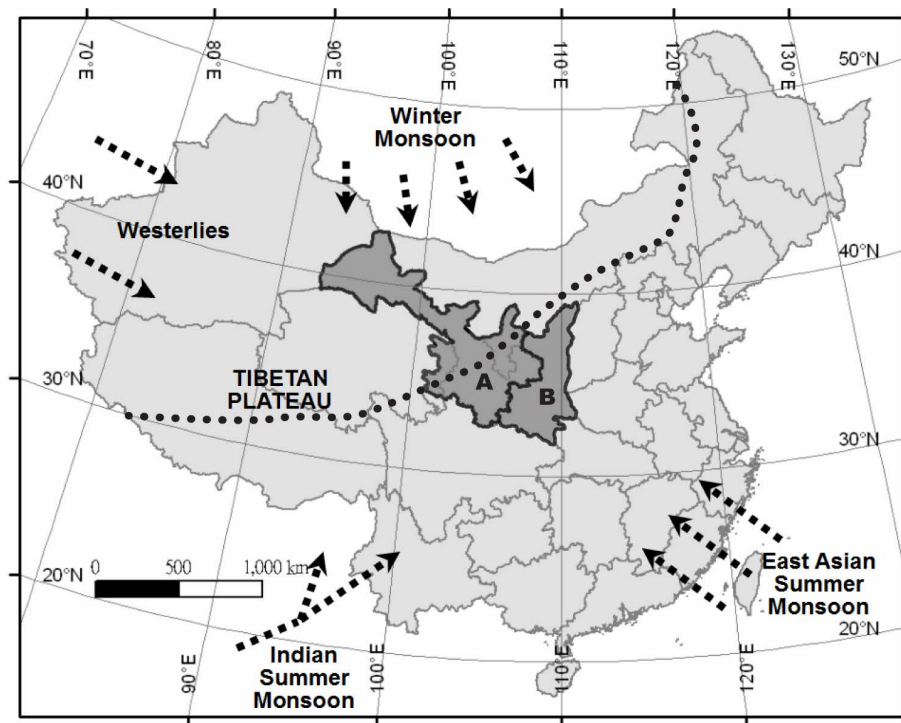 70°E
80°E
90°E
100°E
110°E
120°E
130°E
50°N
Winter
Monsoon
40°N
Westerlies
40°N
30°N
TIBETAN
PLATEAU
A
B
30°N
0 500 1,000 km
20°N
East Asian
Summer
Monsoon
20°N
Indian
Summer
Monsoon
90°E
100°E
110°E
120°E